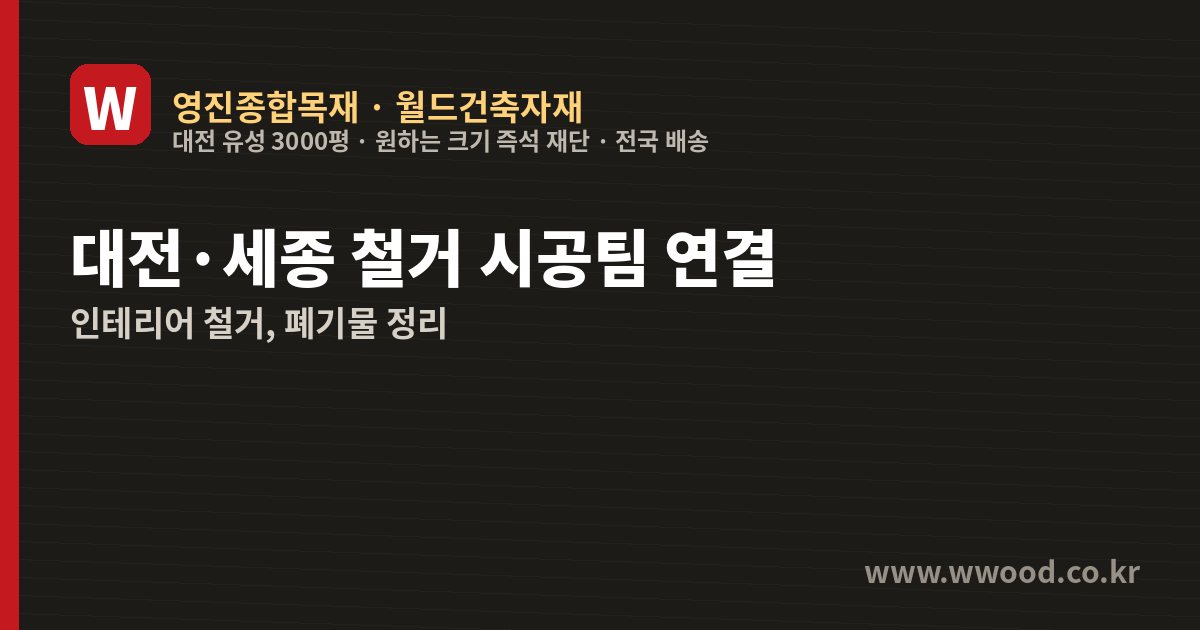 W
영진종합목재 · 월드건축자재
대전 유성 3000평 · 원하는 크기 즉석 재단 · 전국 배송
대전·세종 철거 시공팀 연결
인테리어 철거, 폐기물 정리
www.wwood.co.kr